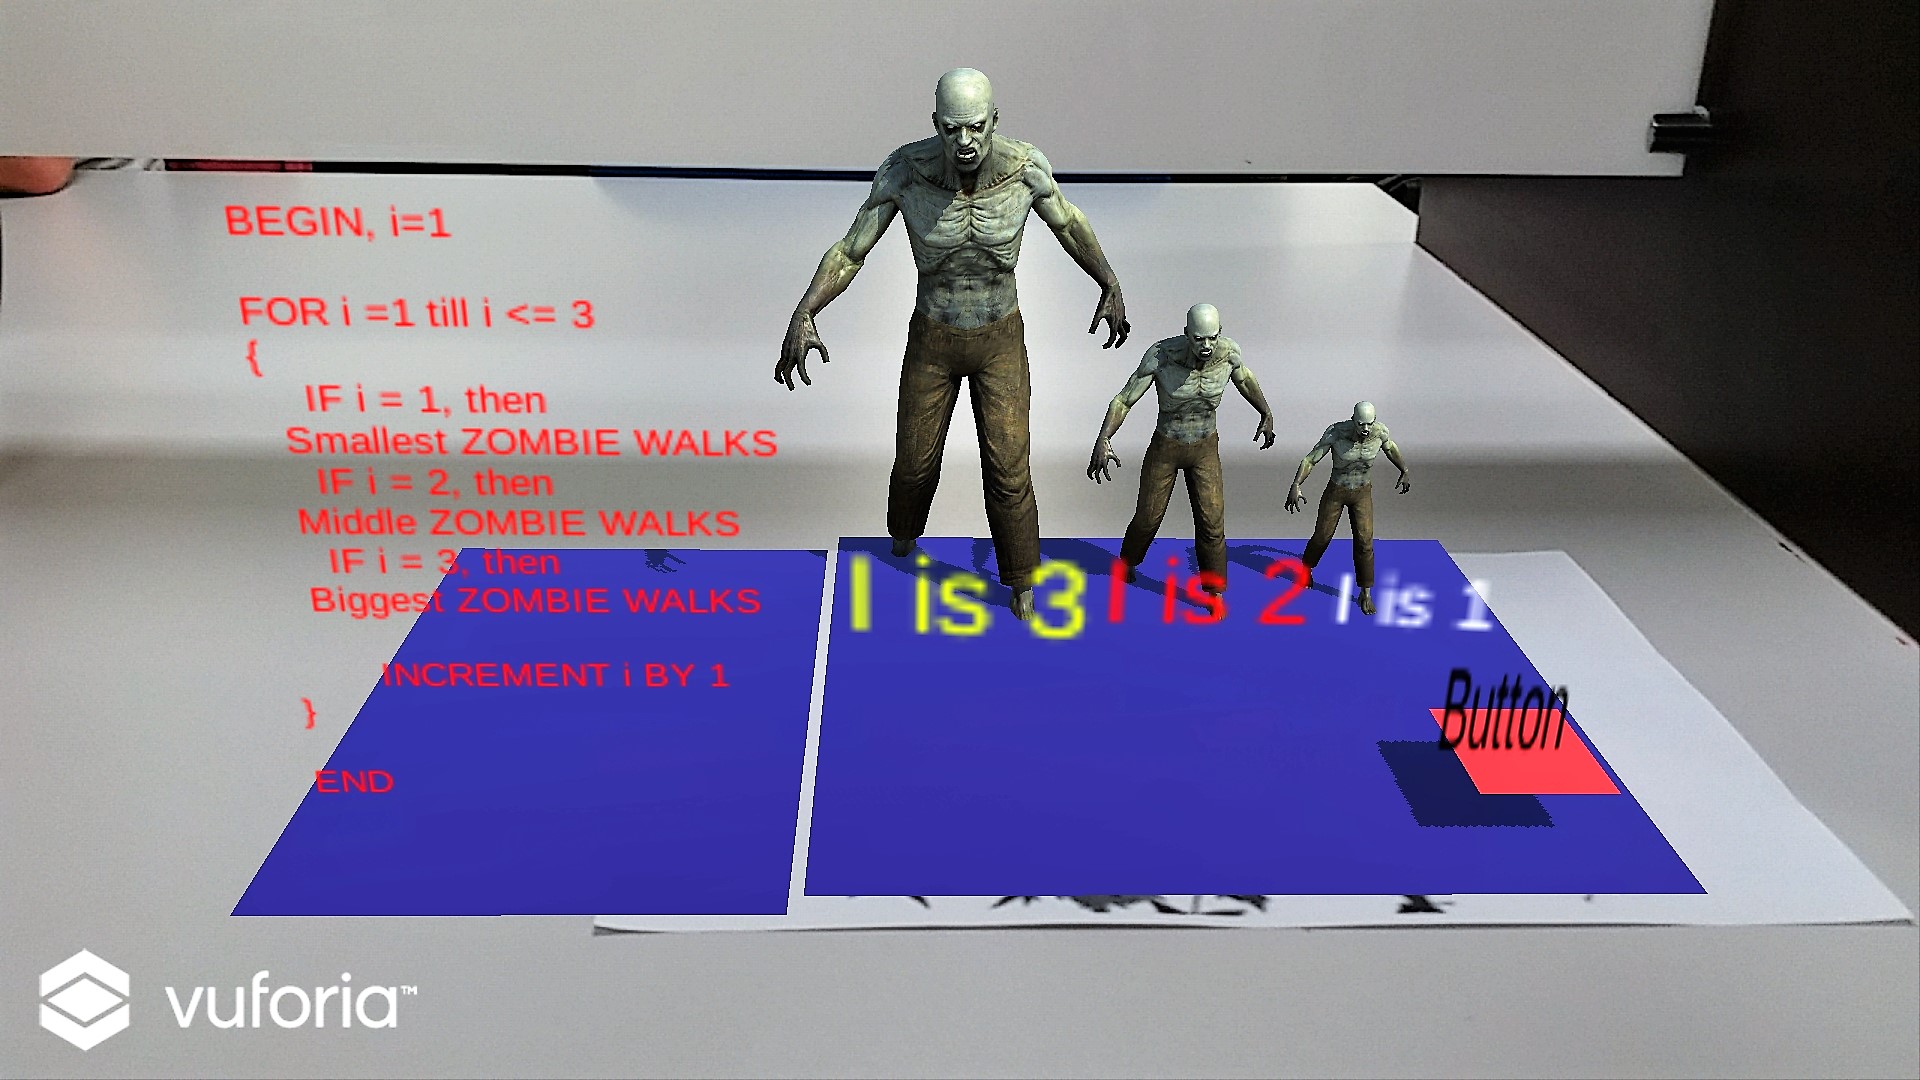 BEGIN, i=1
FOR i =1 till i <= 3
{
IF i = 1, then
Smallest ZOMBIE WALKS
IF i = 2, then
Middle ZOMBIE WALKS
IF i = 3, then
Biggest ZOMBIE WALKS
INCREMENT i BY 1
}
END
I is 3
I is 2
I is 1
Button
vuforia™